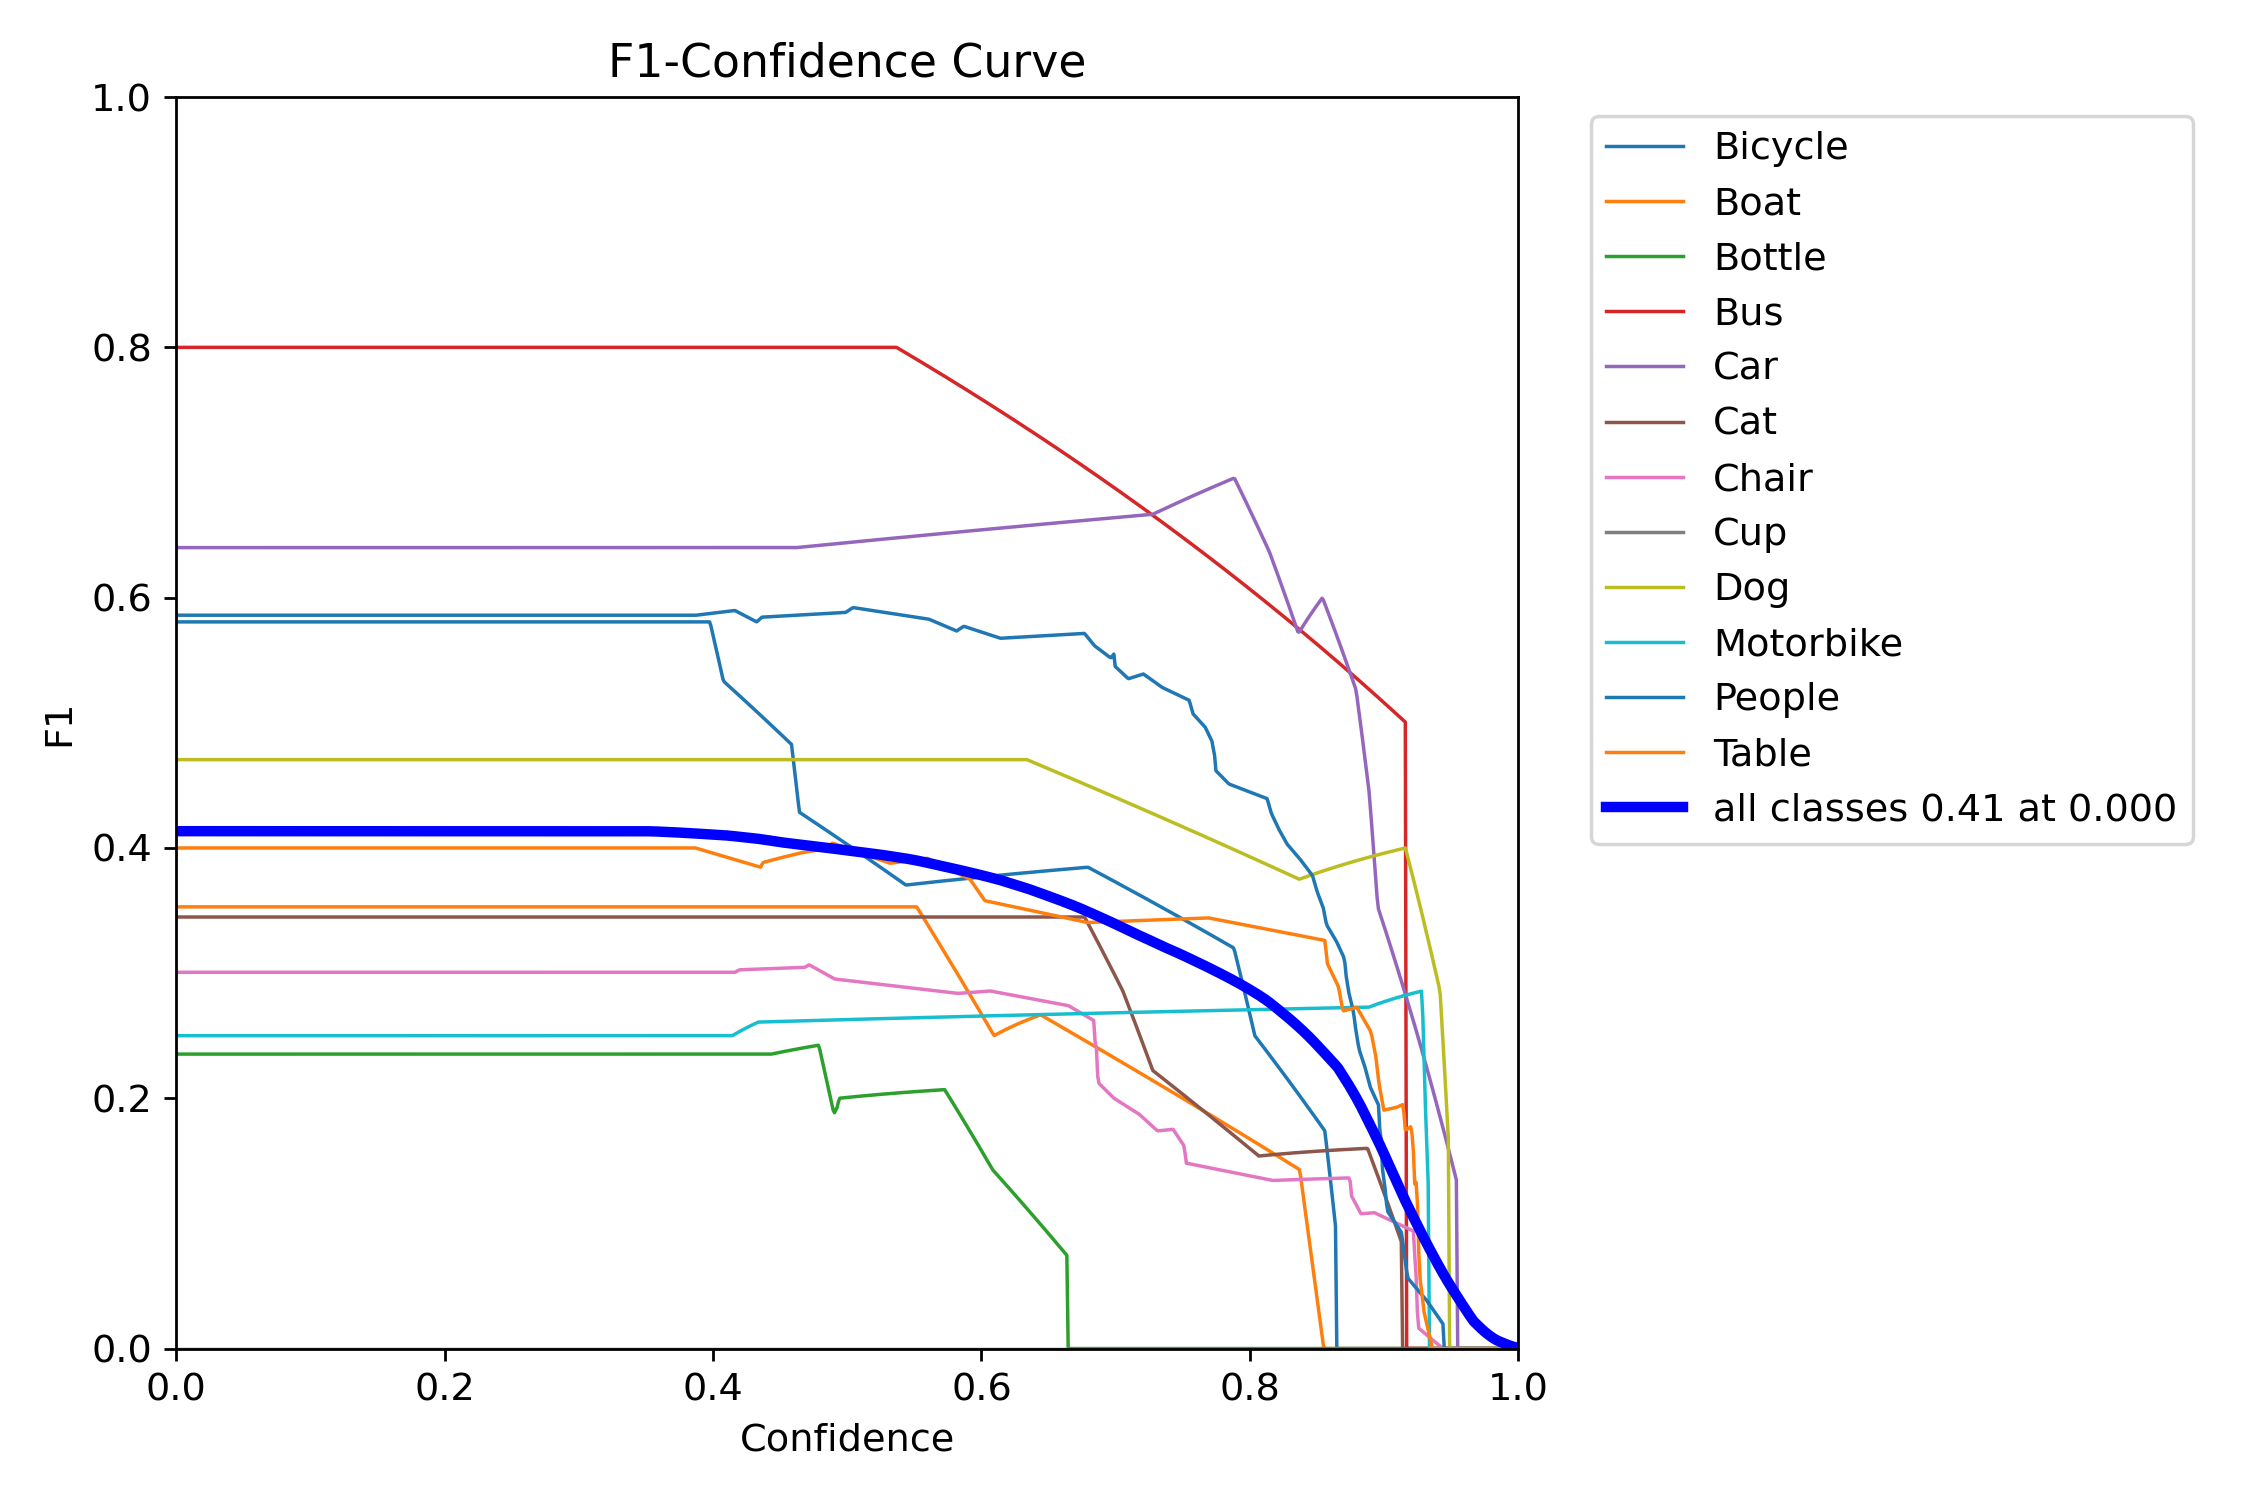 F1-Confidence Curve
1.0
0.8
0.6
0.4
0.2
0.0
F1
0.0 0.2 0.4 0.6 0.8 1.0
Confidence
Bicycle
Boat
Bottle
Bus
Car
Cat
Chair
Cup
Dog
Motorbike
People
Table
all classes 0.41 at 0.000